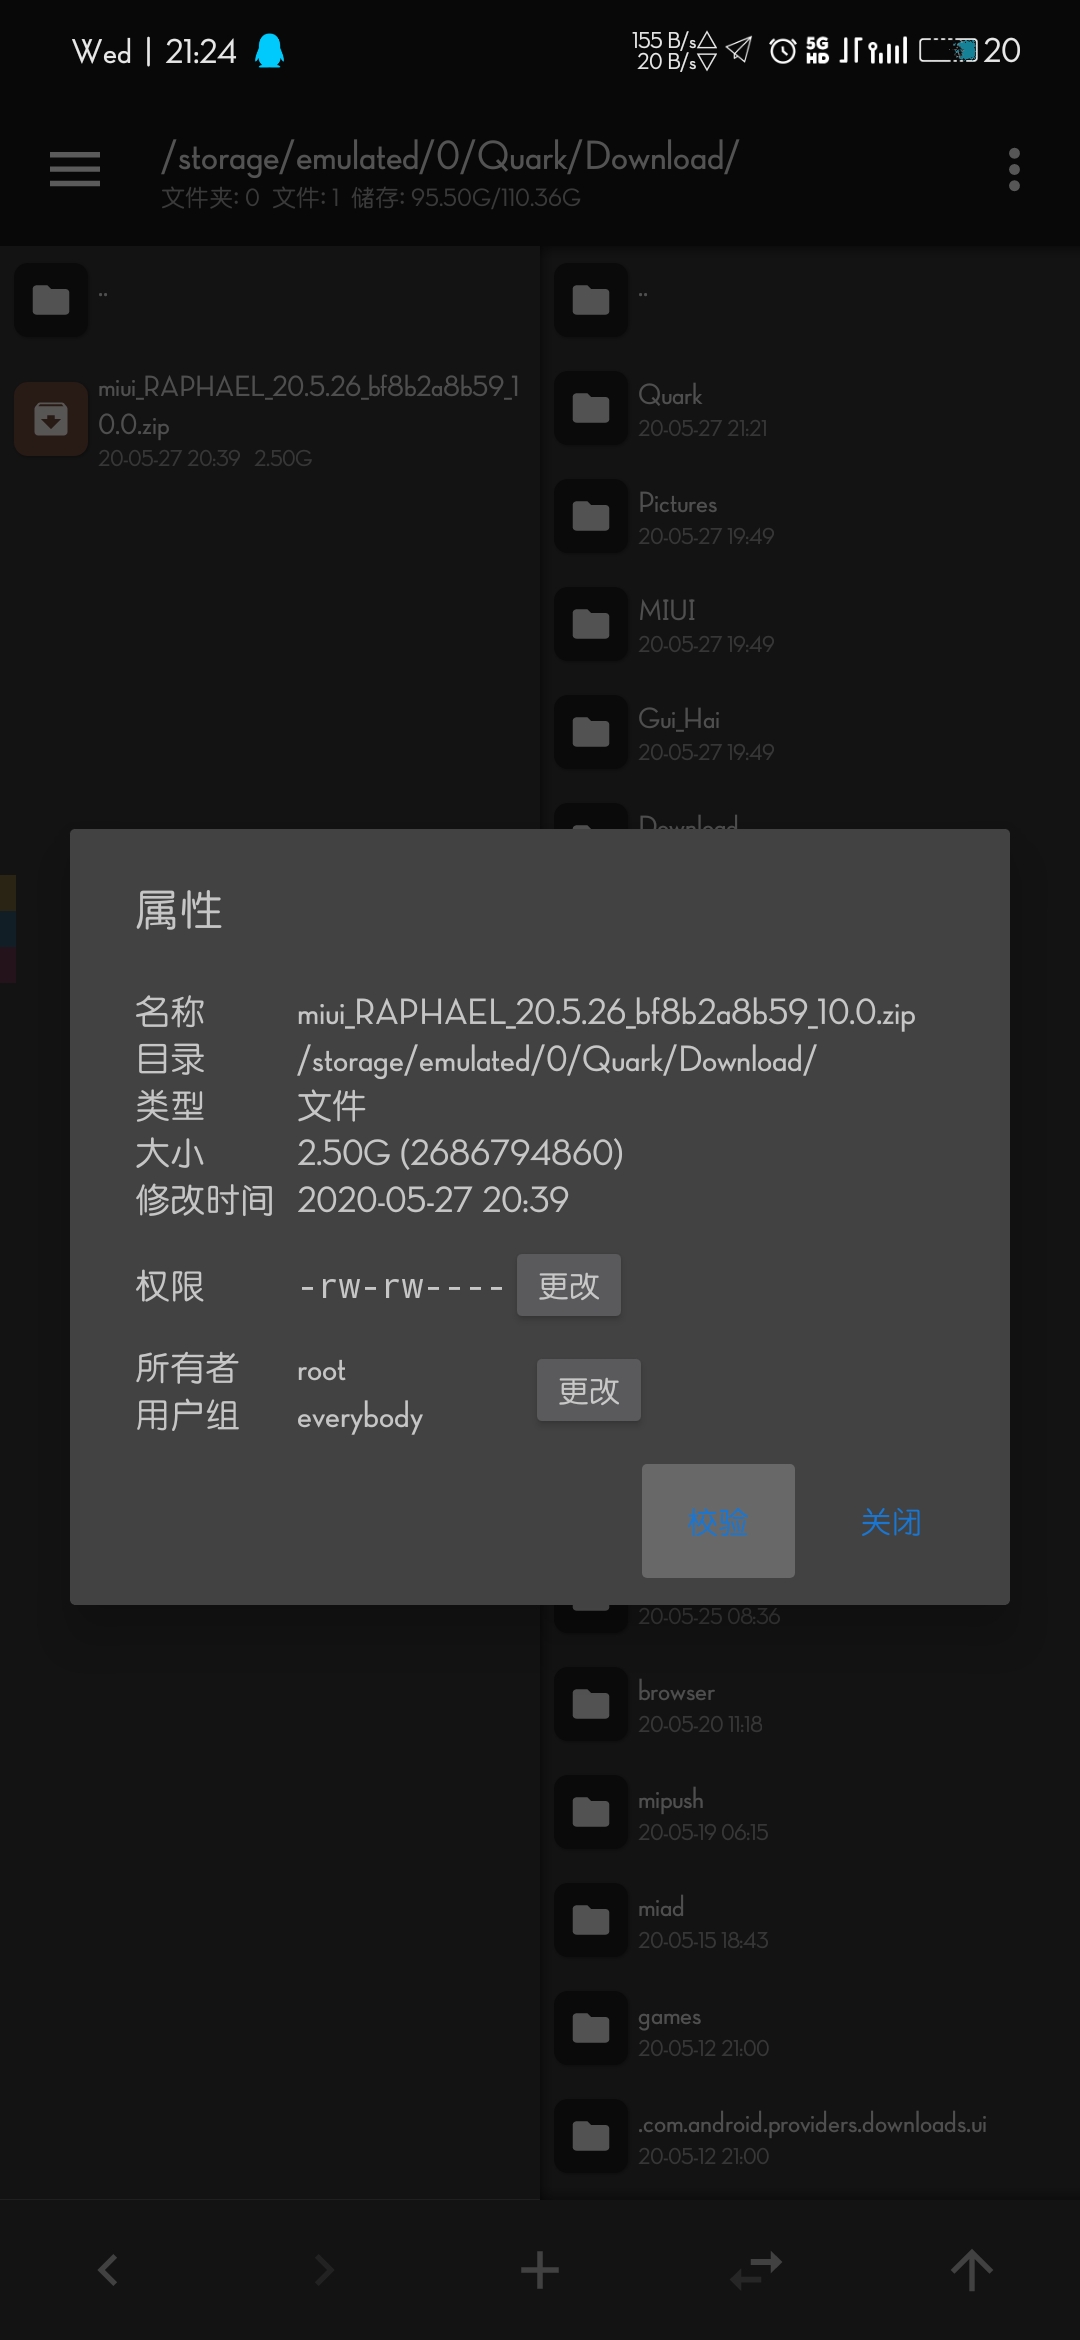 Wed | 21:24
155 B/s△
20 B/s▽
5G
HD
20
/storage/emulated/0/Quark/Download/
文件夹: 0 文件: 1 储存: 95.50G/110.36G
..
miui_RAPHAEL_20.5.26_bf8b2a8b59_1
0.0.zip
20-05-27 20:39 2.50G
..
Quark
20-05-27 21:21
Pictures
20-05-27 19:49
MIUI
20-05-27 19:49
Gui_Hai
20-05-27 19:49
Download
属性
名称 miui_RAPHAEL_20.5.26_bf8b2a8b59_10.0.zip
目录 /storage/emulated/0/Quark/Download/
类型 文件
大小 2.50G (2686794860)
修改时间 2020-05-27 20:39
权限 -rw-rw---- 更改
所有者 root
更改
用户组 everybody
校验 关闭
20-05-25 08:36
browser
20-05-20 11:18
mipush
20-05-19 06:15
miad
20-05-15 18:43
games
20-05-12 21:00
.com.android.providers.downloads.ui
20-05-12 21:00